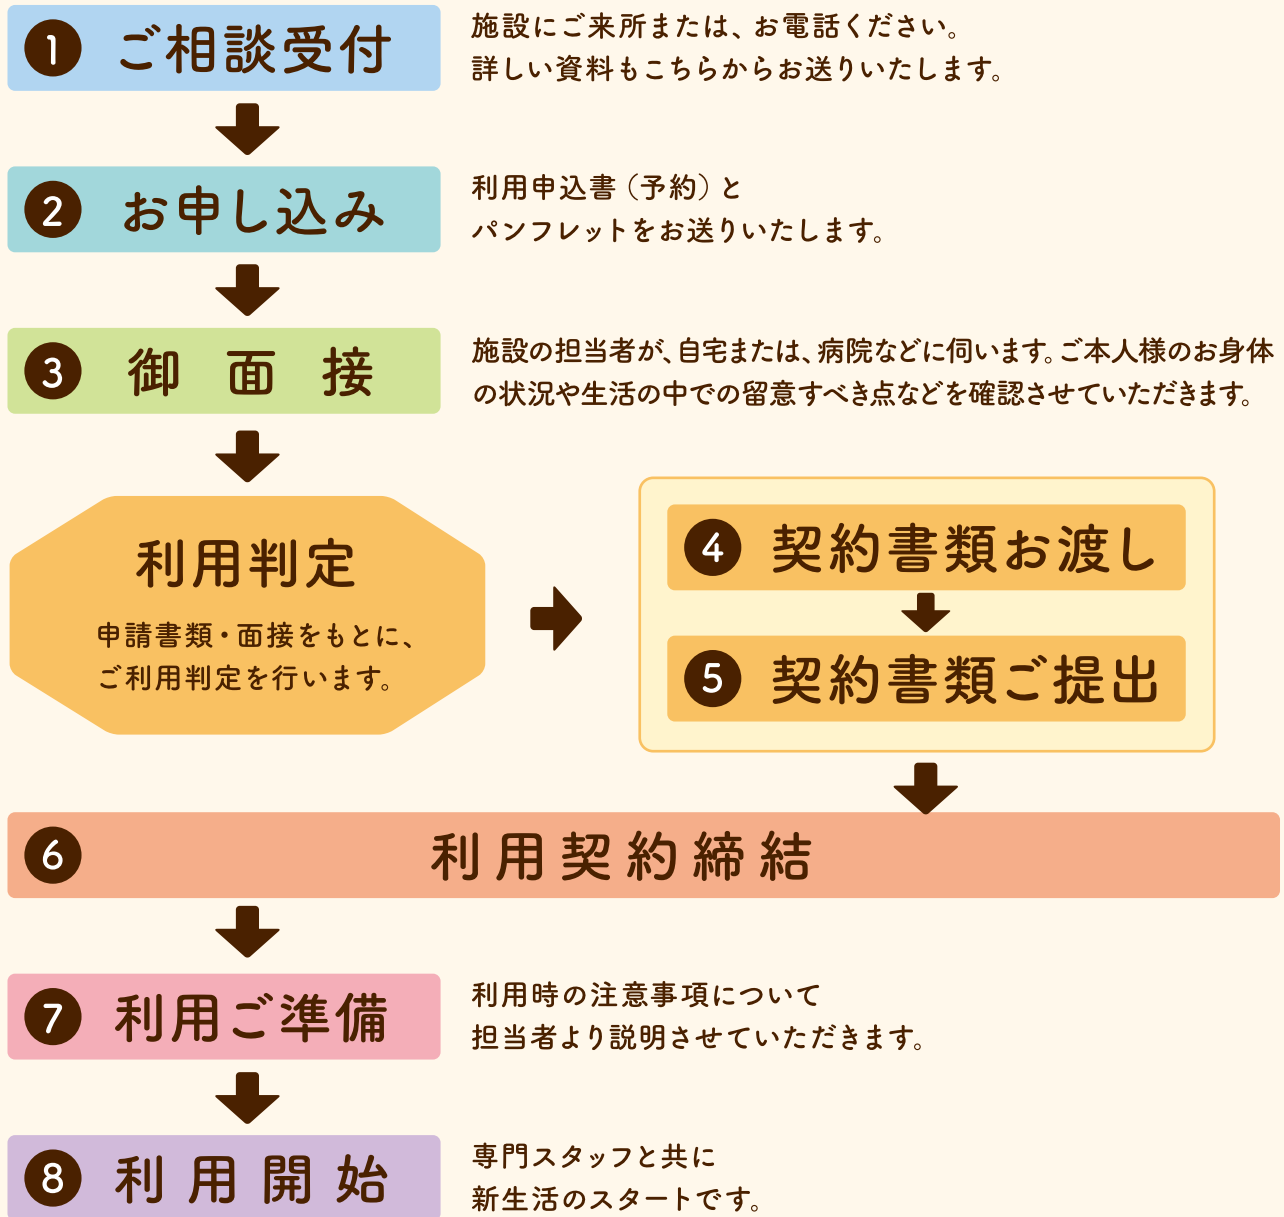 1 ご相談受付
施設にご来所または、お電話ください。
詳しい資料もこちらからお送りいたします。
2 お申し込み
利用申込書（予約）と
パンフレットをお送りいたします。
3 御面接
施設の担当者が、自宅または、病院などに伺います。ご本人様のお身体
の状況や生活の中での留意すべき点などを確認させていただきます。
利用判定
申請書類・面接をもとに、
ご利用判定を行います。
4 契約書類お渡し
5 契約書類ご提出
6 利用契約締結
7 利用ご準備
利用時の注意事項について
担当者より説明させていただきます。
8 利用開始
専門スタッフと共に
新生活のスタートです。